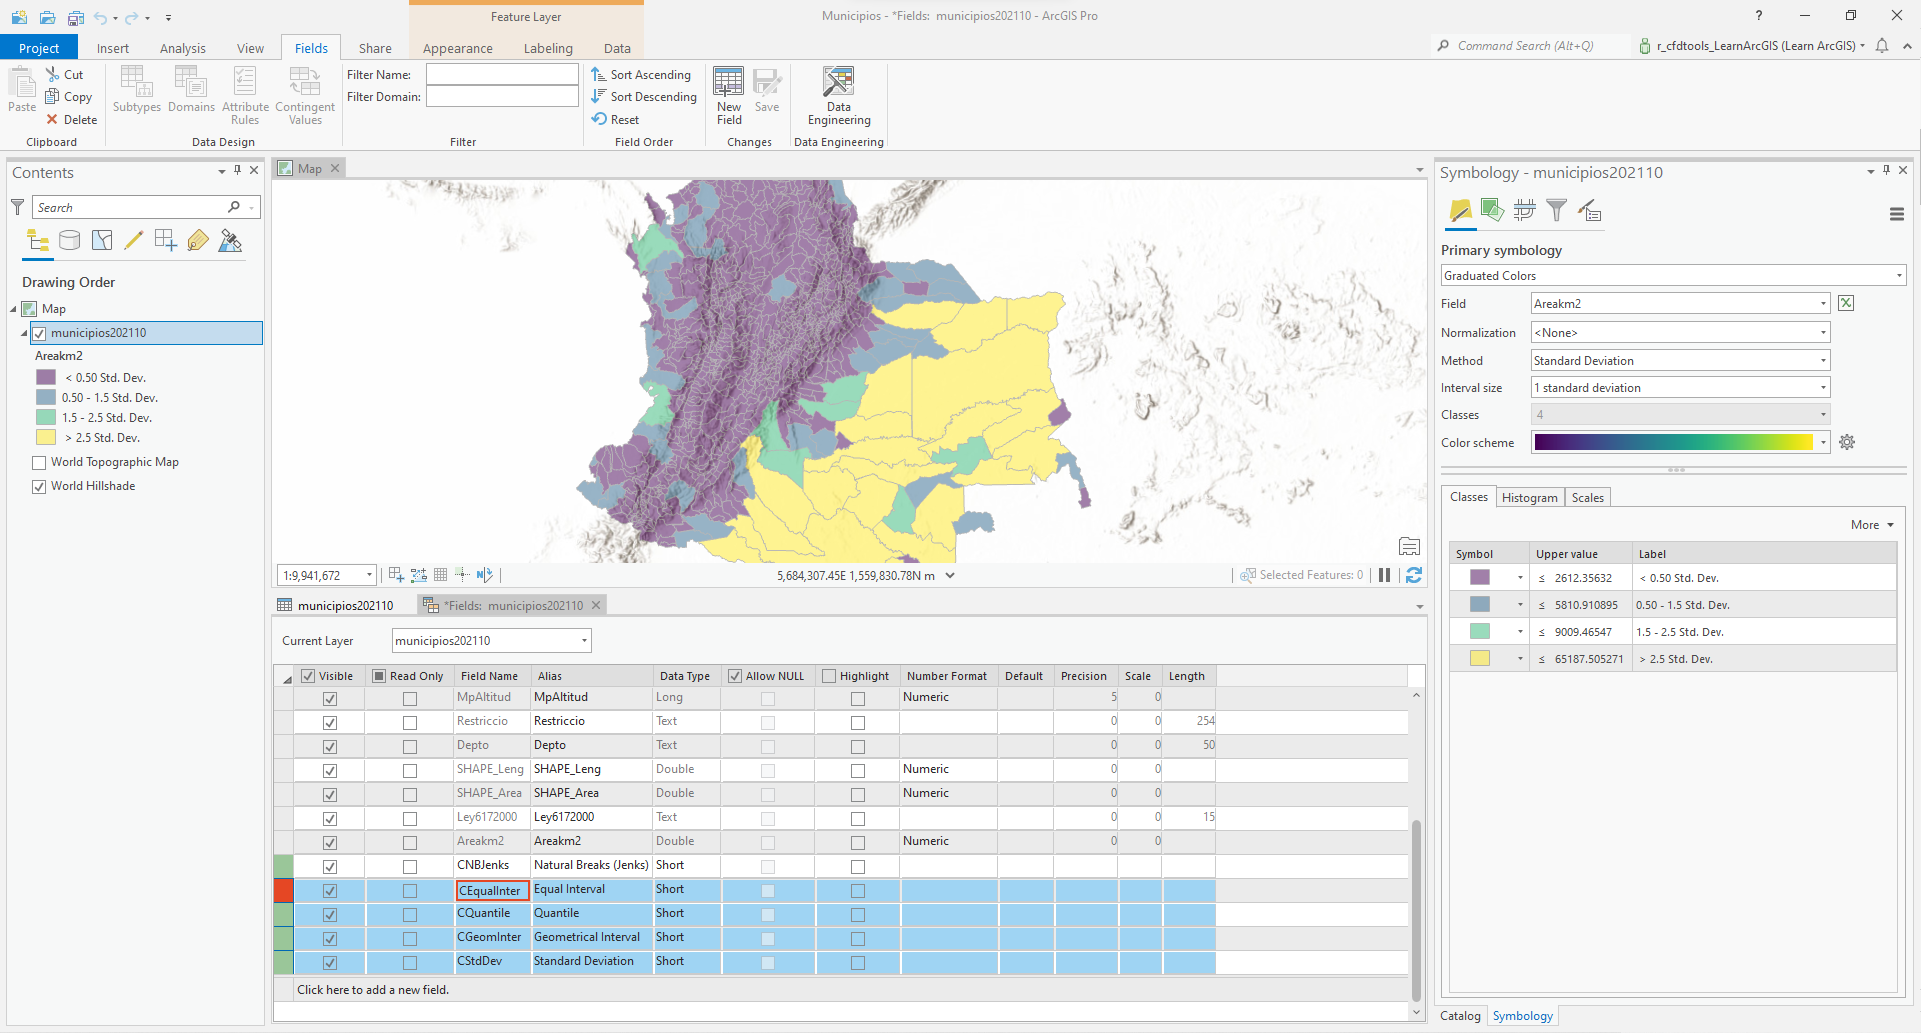 Feature Layer
Municipios - *Fields: municipios202110 - ArcGIS Pro
?
Project
Insert
Analysis
View
Fields
Share
Appearance
Labeling
Data
Command Search (Alt+Q)
r_cfdtools_LearnArcGIS (Learn ArcGIS)
Paste
Cut
Copy
Delete
Clipboard
Subtypes
Domains
Attribute Rules
Contingent Values
Data Design
Filter Name:
Filter Domain:
Filter
Sort Ascending
Sort Descending
Reset
Field Order
New Field
Save
Changes
Data Engineering
Data Engineering
Contents
Search
Drawing Order
Map
municipios202110
Areakm2
< 0.50 Std. Dev.
0.50 - 1.5 Std. Dev.
1.5 - 2.5 Std. Dev.
> 2.5 Std. Dev.
World Topographic Map
World Hillshade
Map
1:9,941,672
5,684,307.45E 1,559,830.78N m
Selected Features: 0
municipios202110
*Fields: municipios202110
Current Layer municipios202110
Visible Read Only Field Name Alias Data Type Allow NULL Highlight Number Format Default Precision Scale Length
MpAltitud MpAltitud Long Numeric 5 0
Restriccio Restriccio Text 0 0 254
Depto Depto Text 0 0 50
SHAPE_Leng SHAPE_Leng Double Numeric 0 0
SHAPE_Area SHAPE_Area Double Numeric 0 0
Ley6172000 Ley6172000 Text 0 0 15
Areakm2 Areakm2 Double Numeric 0 0
CNBJenks Natural Breaks (Jenks) Short
CEqualInter Equal Interval Short
CQuantile Quantile Short
CGeomInter Geometrical Interval Short
CStdDev Standard Deviation Short
Click here to add a new field.
Symbology - municipios202110
Primary symbology
Graduated Colors
Field Areakm2
Normalization <None>
Method Standard Deviation
Interval size 1 standard deviation
Classes 4
Color scheme
Classes Histogram Scales
More
Symbol Upper value Label
≤ 2612.35632 < 0.50 Std. Dev.
≤ 5810.910895 0.50 - 1.5 Std. Dev.
≤ 9009.46547 1.5 - 2.5 Std. Dev.
≤ 65187.505271 > 2.5 Std. Dev.
Catalog Symbology